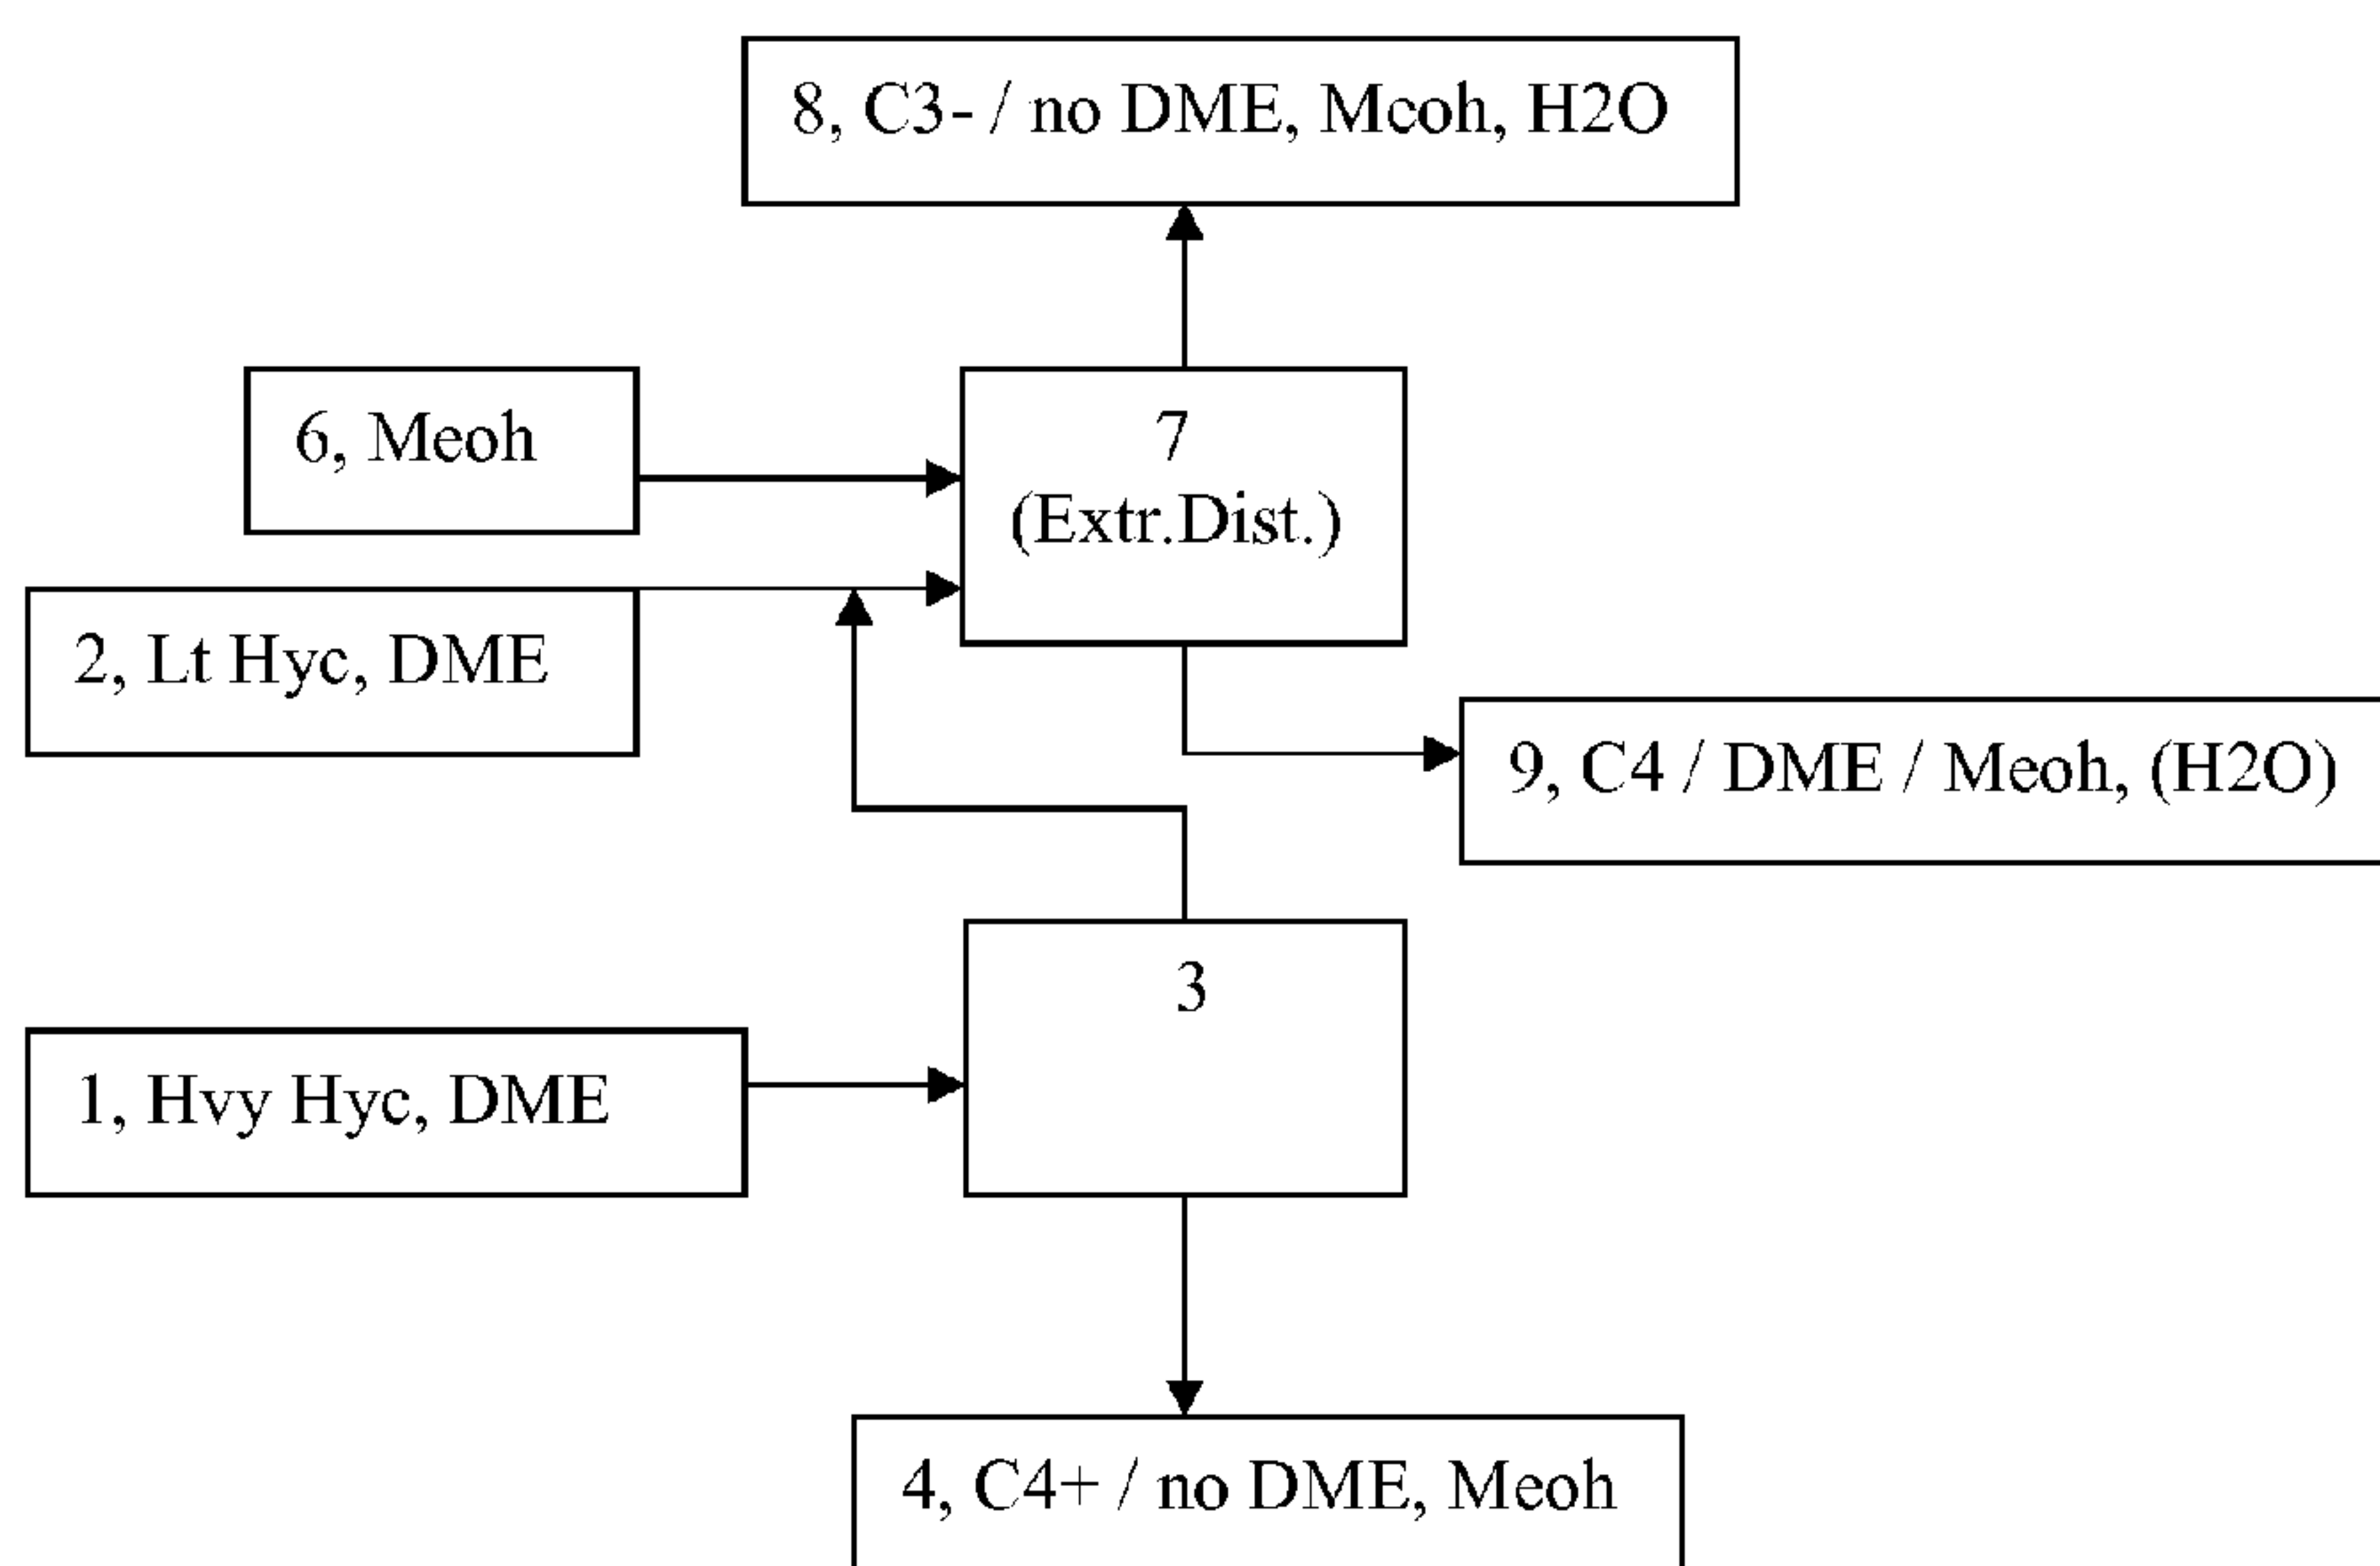 8, C3- / no DME, Mcoh, H2O
6, Meoh
7
(Extr.Dist.)
2, Lt Hyc, DME
9, C4 / DME / Meoh, (H2O)
3
1, Hvy Hyc, DME
4, C4+ / no DME, Meoh